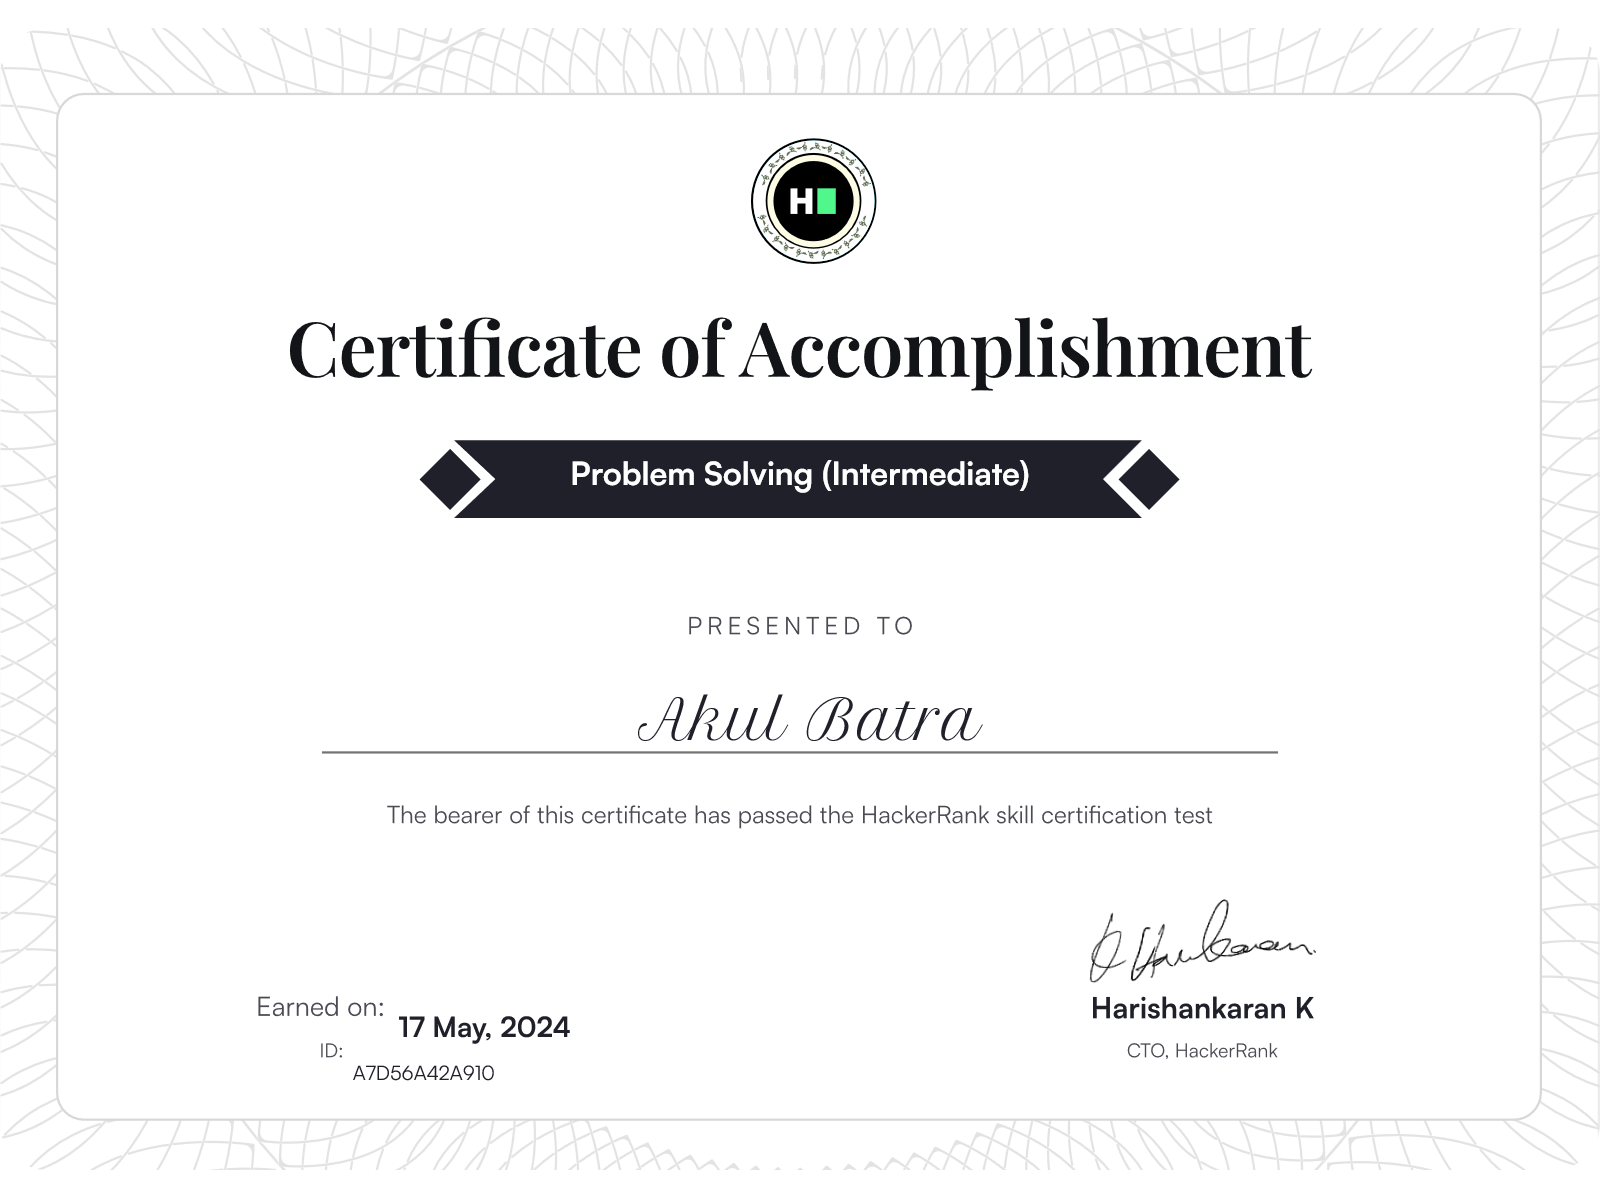 H
Certificate of Accomplishment
Problem Solving (Intermediate)
PRESENTED TO
Akul Batra
The bearer of this certificate has passed the HackerRank skill certification test
Earned on:
17 May, 2024
ID:
A7D56A42A910
Harishankaran K
CTO, HackerRank